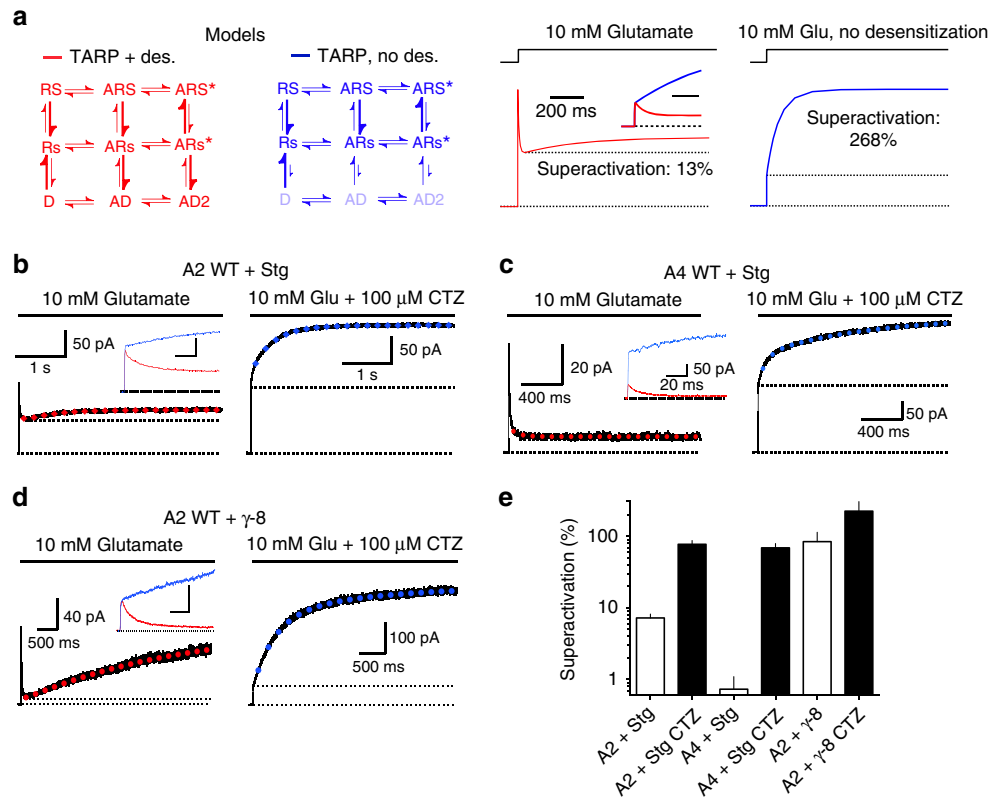 a
Models
TARP + des.
TARP, no des.
RS ARS ARS*
Rs ARs ARs*
D AD AD2
RS ARS ARS*
Rs ARs ARs*
D AD AD2
10 mM Glutamate
200 ms
Superactivation: 13%
10 mM Glu, no desensitization
Superactivation:
268%
b
A2 WT + Stg
10 mM Glutamate
50 pA
1 s
10 mM Glu + 100 μM CTZ
50 pA
1 s
c
A4 WT + Stg
10 mM Glutamate
20 pA
400 ms
50 pA
20 ms
10 mM Glu + 100 μM CTZ
50 pA
400 ms
d
A2 WT + γ-8
10 mM Glutamate
40 pA
500 ms
10 mM Glu + 100 μM CTZ
100 pA
500 ms
e
Superactivation (%)
100
10
1
A2 + Stg
A2 + Stg CTZ
A4 + Stg
A4 + Stg CTZ
A2 + γ-8
A2 + γ-8 CTZ